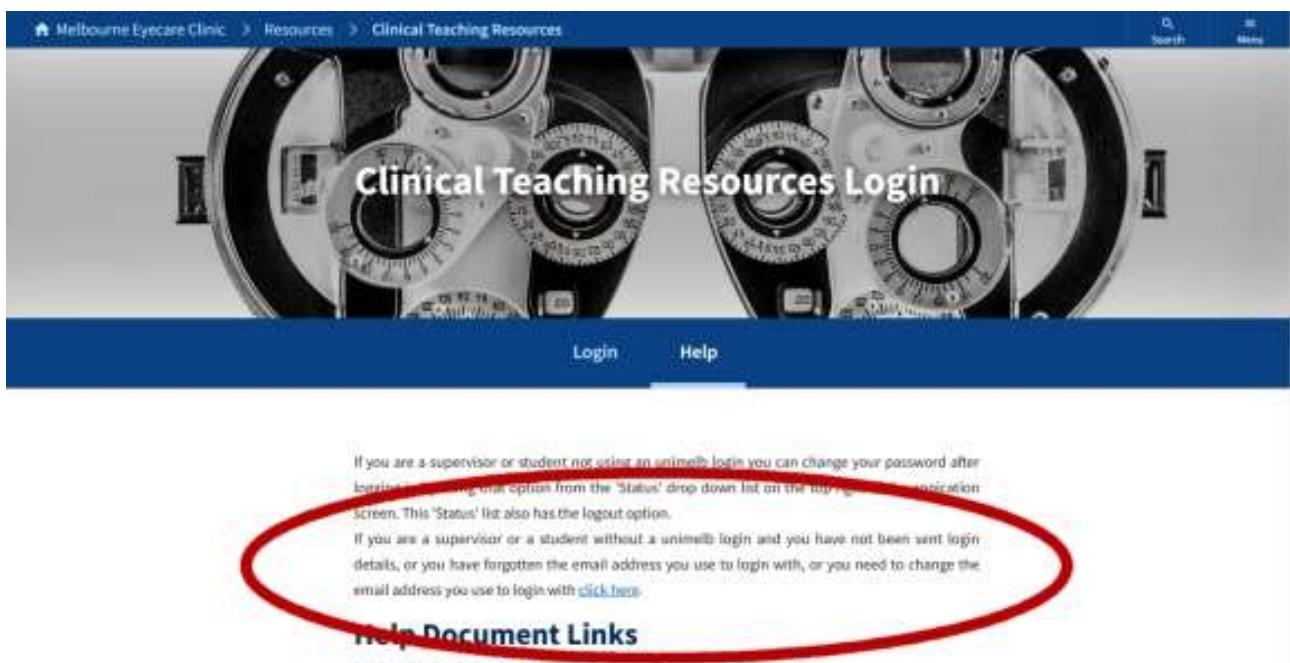 Melbourne Eyecare Clinic > Resources > Clinical Teaching Resources
Search
Menu
Clinical Teaching Resources Login
Login Help
If you are a supervisor or student not using an unimelb login you can change your password after
that option from the 'Status' drop down list on the top
screen. This 'Status' list also has the logout option.
If you are a supervisor or a student without a unimelb login and you have not been sent login
details, or you have forgotten the email address you use to login with, or you need to change the
email address you use to login with click here.
Help Document Links